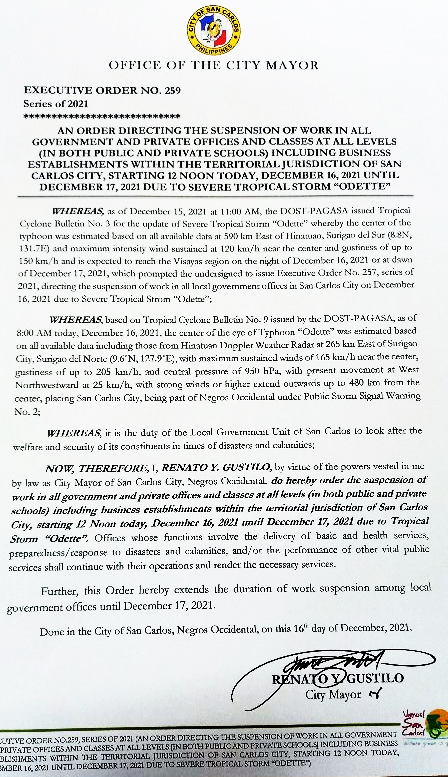 CITY OF SAN CARLOS
PHILIPPINES
OFFICE OF THE CITY MAYOR
EXECUTIVE ORDER NO. 259
Series of 2021
****************************
AN ORDER DIRECTING THE SUSPENSION OF WORK IN ALL
GOVERNMENT AND PRIVATE OFFICES AND CLASSES AT ALL LEVELS
(IN BOTH PUBLIC AND PRIVATE SCHOOLS) INCLUDING BUSINESS
ESTABLISHMENTS WITHIN THE TERRITORIAL JURISDICTION OF SAN
CARLOS CITY, STARTING 12 NOON TODAY, DECEMBER 16, 2021 UNTIL
DECEMBER 17, 2021 DUE TO SEVERE TROPICAL STORM “ODETTE”
WHEREAS, as of December 15, 2021 at 11:00 AM, the DOST-PAGASA issued Tropical
Cyclone Bulletin No. 3 for the update of Severe Tropical Storm “Odette” whereby the center of the
typhoon was estimated based on all available data at 590 km East of Hinatuan, Surigao del Sur (8.8N,
131.7E) and maximum intensity wind sustained at 120 km/h near the center and gustiness of up to
150 km/h and is expected to reach the Visayas region on the night of December 16, 2021 or at dawn
of December 17, 2021, which prompted the undersigned to issue Executive Order No. 257, series of
2021, directing the suspension of work in all local government offices in San Carlos City on December
16, 2021 due to Severe Tropical Strom “Odette”;
WHEREAS, based on Tropical Cyclone Bulletin No. 9 issued by the DOST-PAGASA, as of
8:00 AM today, December 16, 2021, the center of the eye of Typhoon “Odette” was estimated based
on all available data including those from Hinatuan Doppler Weather Radar at 265 km East of Surigao
City, Surigao del Norte (9.6°N, 127.9°E), with maximum sustained winds of 165 km/h near the center,
gustiness of up to 205 km/h, and central pressure of 950 hPa, with present movement at West
Northwestward at 25 km/h, with strong winds or higher extend outwards up to 480 km from the
center, placing San Carlos City, being part of Negros Occidental under Public Storm Signal Warning
No. 2;
WHEREAS, it is the duty of the Local Government Unit of San Carlos to look after the
welfare and security of its constituents in times of disasters and calamities;
NOW, THEREFORE, I, RENATO Y. GUSTILO, by virtue of the powers vested in me
by law as City Mayor of San Carlos City, Negros Occidental, do hereby order the suspension of
work in all government and private offices and classes at all levels (in both public and private
schools) including business establishments within the territorial jurisdiction of San Carlos
City, starting 12 Noon today, December 16, 2021 until December 17, 2021 due to Tropical
Storm “Odette”. Offices whose functions involve the delivery of basic and health services,
preparedness/response to disasters and calamities, and/or the performance of other vital public
services shall continue with their operations and render the necessary services.
Further, this Order hereby extends the duration of work suspension among local
government offices until December 17, 2021.
Done in the City of San Carlos, Negros Occidental, on this 16th day of December, 2021.
RENATO Y. GUSTILO
City Mayor
Vamos!
San
Carlos!
CUTIVE ORDER NO.259, SERIES OF 2021 (AN ORDER DIRECTING THE SUSPENSION OF WORK IN ALL GOVERNMENT
PRIVATE OFFICES AND CLASSES AT ALL LEVELS (IN BOTH PUBLIC AND PRIVATE SCHOOLS) INCLUDING BUSINESS
BLISHMENTS WITHIN THE TERRITORIAL JURISDICTION OF SAN CARLOS CITY, STARTING 12 NOON TODAY,
MBER 16, 2021 UNTIL DECEMBER 17, 2021 DUE TO SEVERE TROPICAL STORM “ODETTE”)